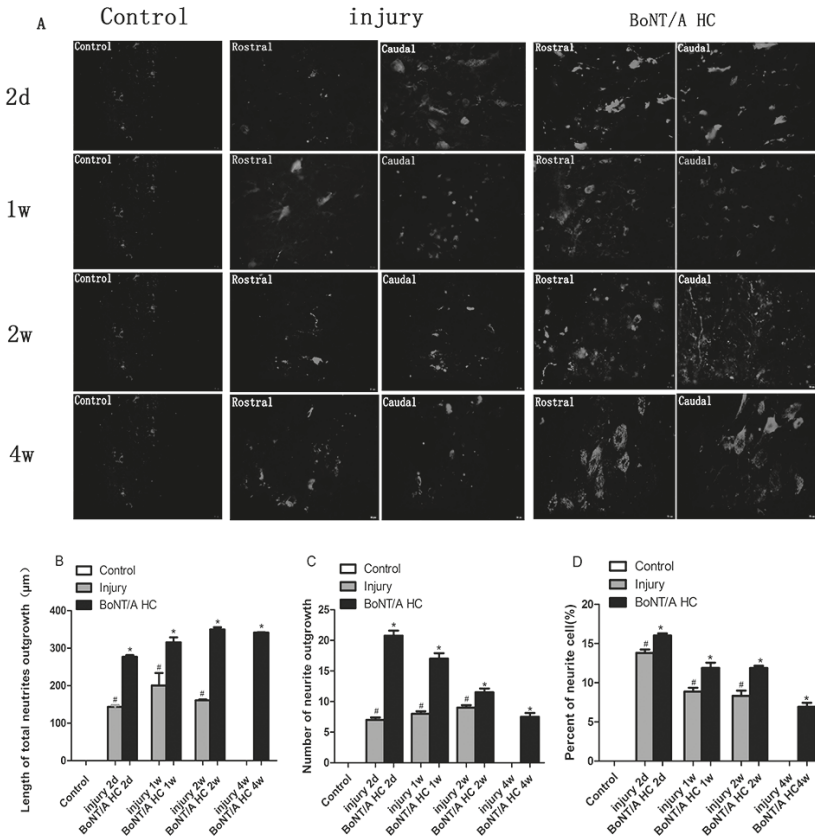 A
Control
injury
BoNT/A HC
2d
Control
Rostral
Caudal
Rostral
Caudal
1w
Control
Rostral
Caudal
Rostral
Caudal
2w
Control
Rostral
Caudal
Rostral
Caudal
4w
Control
Rostral
Caudal
Rostral
Caudal
B
Control
Injury
BoNT/A HC
Length of total neutrites outgrowth (μm)
400
300
200
100
0
#
*
#
*
#
*
*
Control
injury 2d
BoNT/A HC 2d
injury 1w
BoNT/A HC 1w
injury 2w
BoNT/A HC 2w
injury 4w
BoNT/A HC 4w
C
Control
Injury
BoNT/A HC
Number of neurite outgrowth
25
20
15
10
5
0
#
*
#
*
#
*
*
Control
injury 2d
BoNT/A HC 2d
injury 1w
BoNT/A HC 1w
injury 2w
BoNT/A HC 2w
injury 4w
BoNT/A HC4w
D
Control
Injury
BoNT/A HC
Percent of neurite cell(%)
20
15
10
5
0
#
*
#
*
#
*
*
Control
injury 2d
BoNT/A HC 2d
injury 1w
BoNT/A HC 1w
injury 2w
BoNT/A HC 2w
injury 4w
BoNT/A HC4w